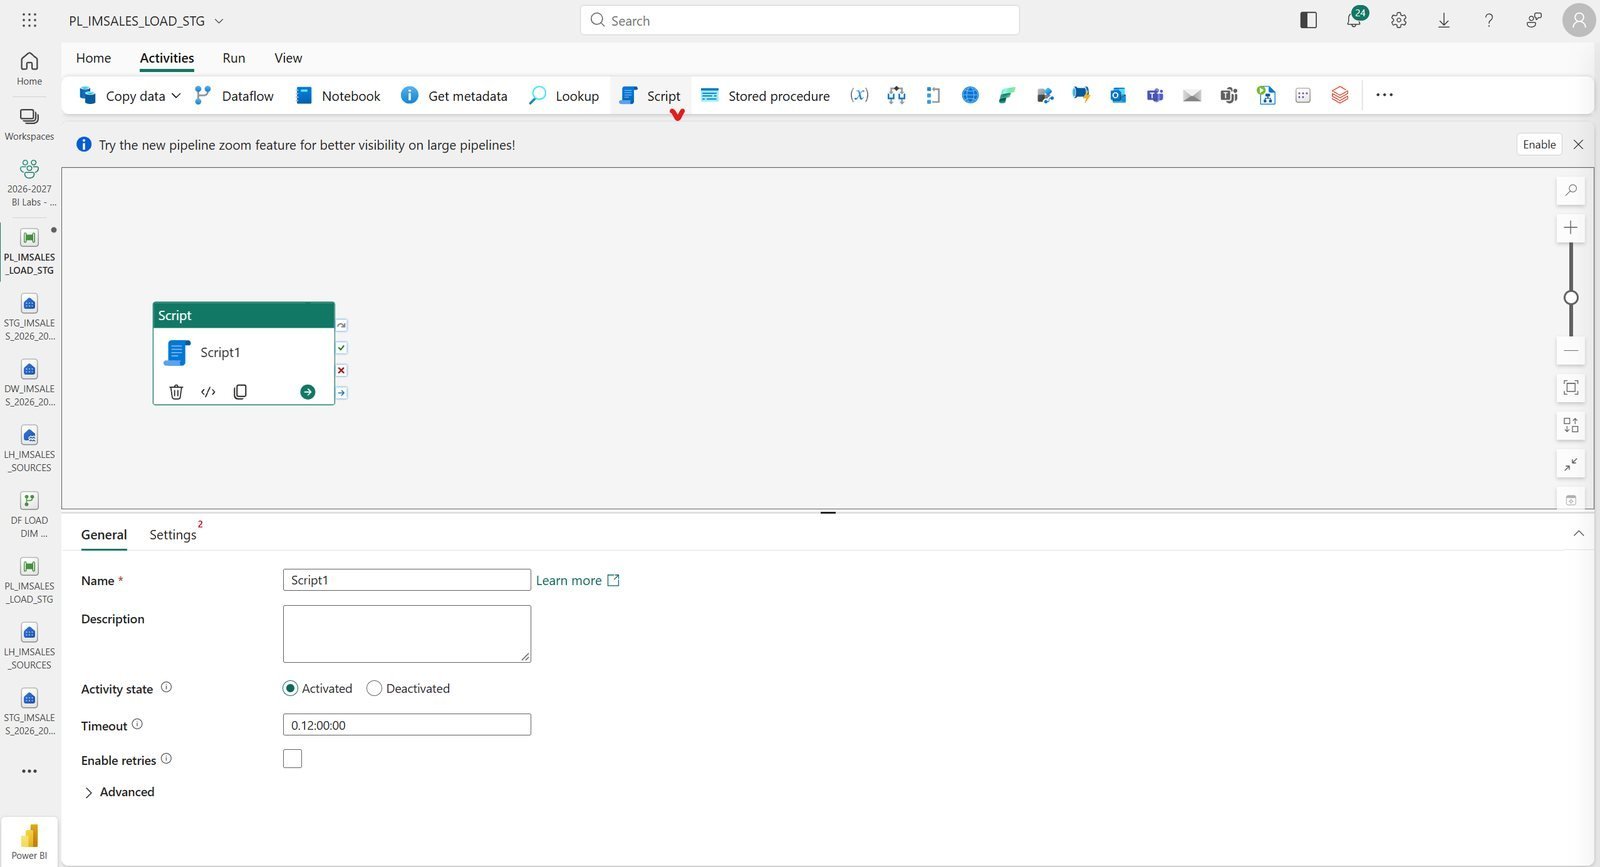 PL_IMSALES_LOAD_STG
Search
24
Home
Activities
Run
View
Copy data
Dataflow
Notebook
Get metadata
Lookup
Script
Stored procedure
(x)
Try the new pipeline zoom feature for better visibility on large pipelines!
Enable
Home
Workspaces
2026-2027
BI Labs - ...
PL_IMSALES
_LOAD_STG
STG_IMSALE
S_2026_20...
DW_IMSALE
S_2026_20...
LH_IMSALES
_SOURCES
DF LOAD
DIM ...
PL_IMSALES
_LOAD_STG
LH_IMSALES
_SOURCES
STG_IMSALE
S_2026_20...
Power BI
Script
Script1
General
Settings 2
Name *
Script1
Learn more
Description
Activity state
Activated
Deactivated
Timeout
0.12:00:00
Enable retries
Advanced